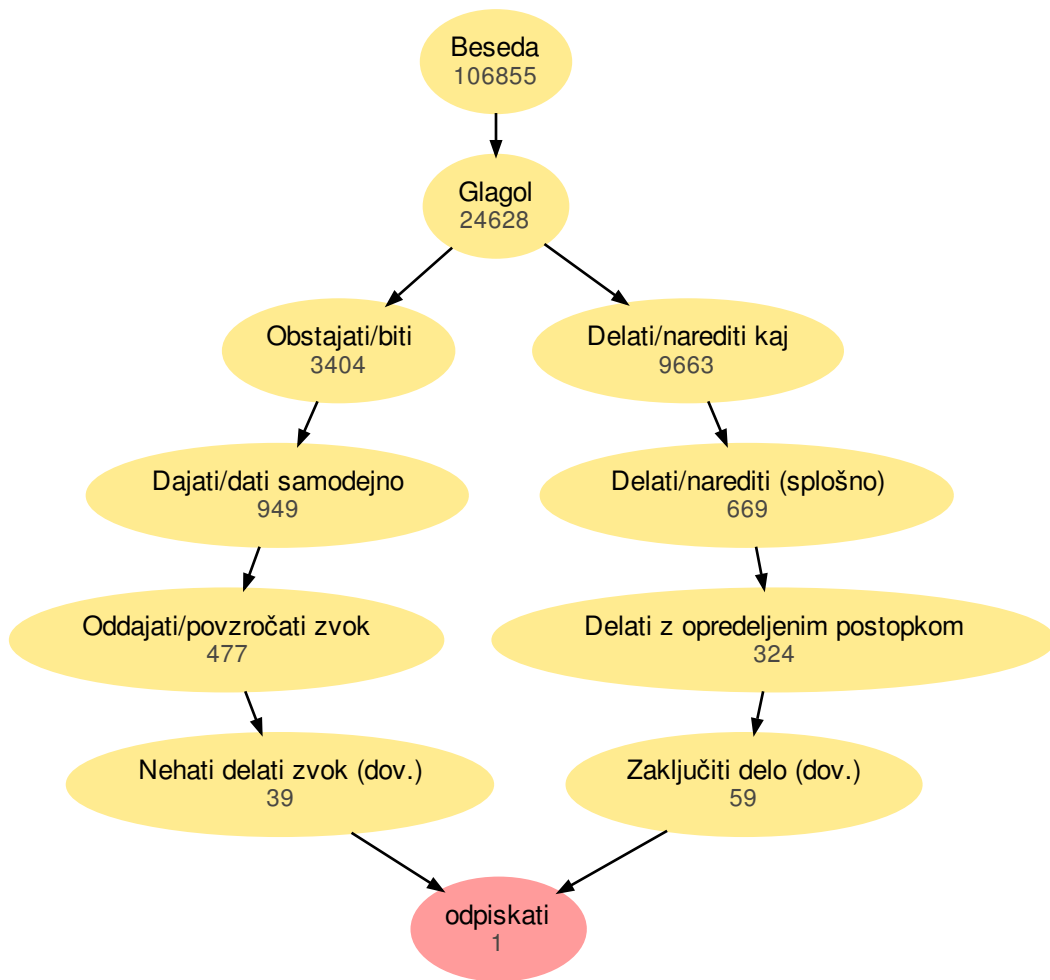 Beseda
106855
Glagol
24628
Obstajati/biti
3404
Delati/narediti kaj
9663
Dajati/dati samodejno
949
Delati/narediti (splošno)
669
Oddajati/povzročati zvok
477
Delati z opredeljenim postopkom
324
Nehati delati zvok (dov.)
39
Zaključiti delo (dov.)
59
odpiskati
1